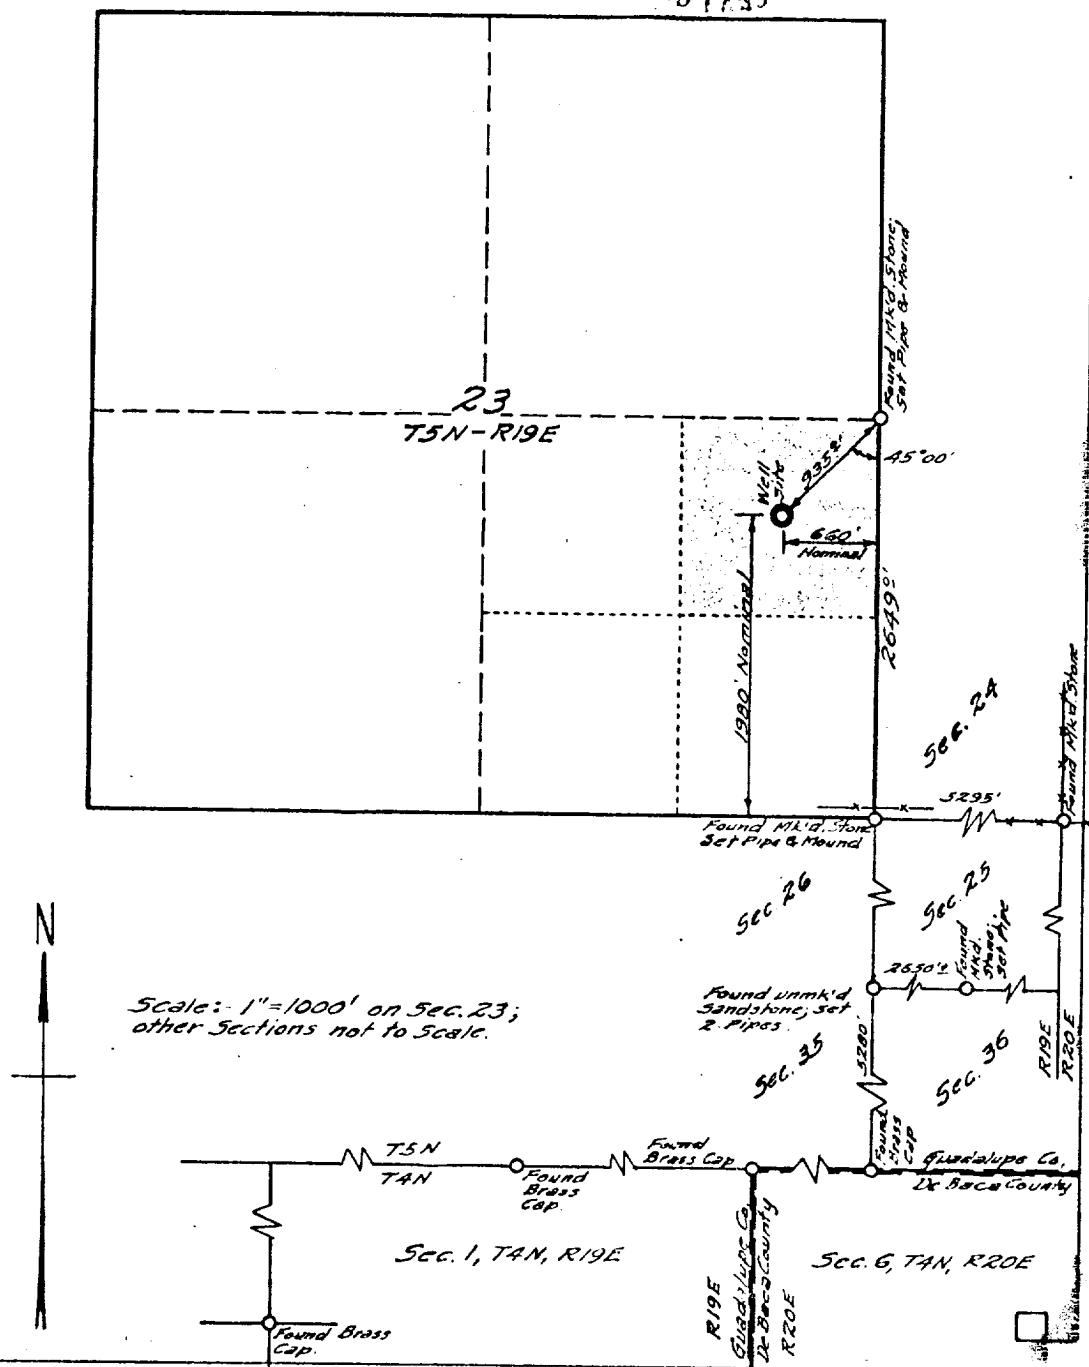 Found Mk'd. Stone;
Set Pipe & Mound
23
T5N-R19E
935²'
45°00'
Well
Site
660'
Nominal
1980' Nominal
2649⁰'
Sec. 24
Found Mk'd Stone
5295'
Found Mk'd. Stone
Set Pipe & Mound
Sec. 26
Sec. 25
N
Found
Mkd.
Stone;
Set Pipe
2650'±
Scale:- 1"=1000' on Sec. 23;
other Sections not to Scale.
Found unmk'd
Sandstone; set
2 Pipes.
5280'
R19E
R20E
Sec. 35
Sec. 36
Found
Brass
Cap
T5N
T4N
Found
Brass Cap
Found
Brass
Cap.
Guadalupe Co.
De Baca County
Sec. 1, T4N, R19E
R19E
Guadalupe Co.
De Baca County
R20E
Sec. 6, T4N, R20E
Found Brass
Cap.